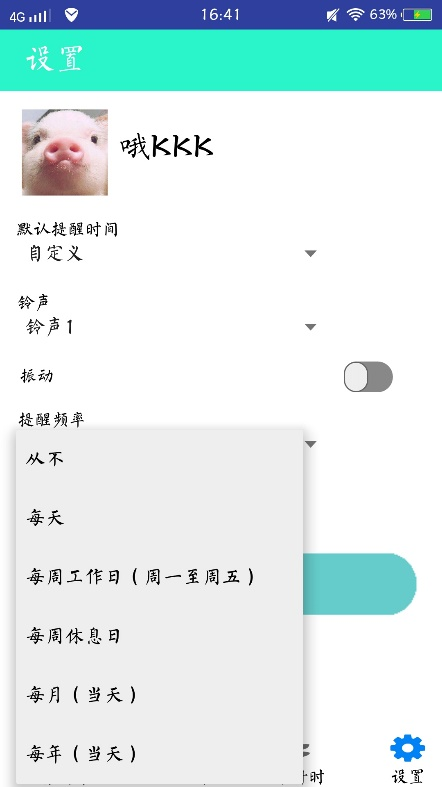 4G 16:41 63%
设置
哦KKK
默认提醒时间
自定义
铃声
铃声1
振动
提醒频率
从不
每天
每周工作日（周一至周五）
每周休息日
每月（当天）
每年（当天）
时
设置